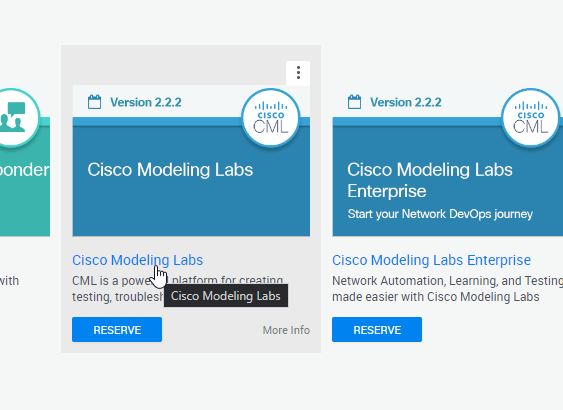 ponder
with
Version 2.2.2
CISCO
CML
Cisco Modeling Labs
Cisco Modeling Labs
CML is a power platform for creating,
testing, troublesh
Cisco Modeling Labs
RESERVE
More Info
Version 2.2.2
CISCO
CML
Cisco Modeling Labs
Enterprise
Start your Network DevOps journey
Cisco Modeling Labs Enterprise
Network Automation, Learning, and Testing
made easier with Cisco Modeling Labs
RESERVE